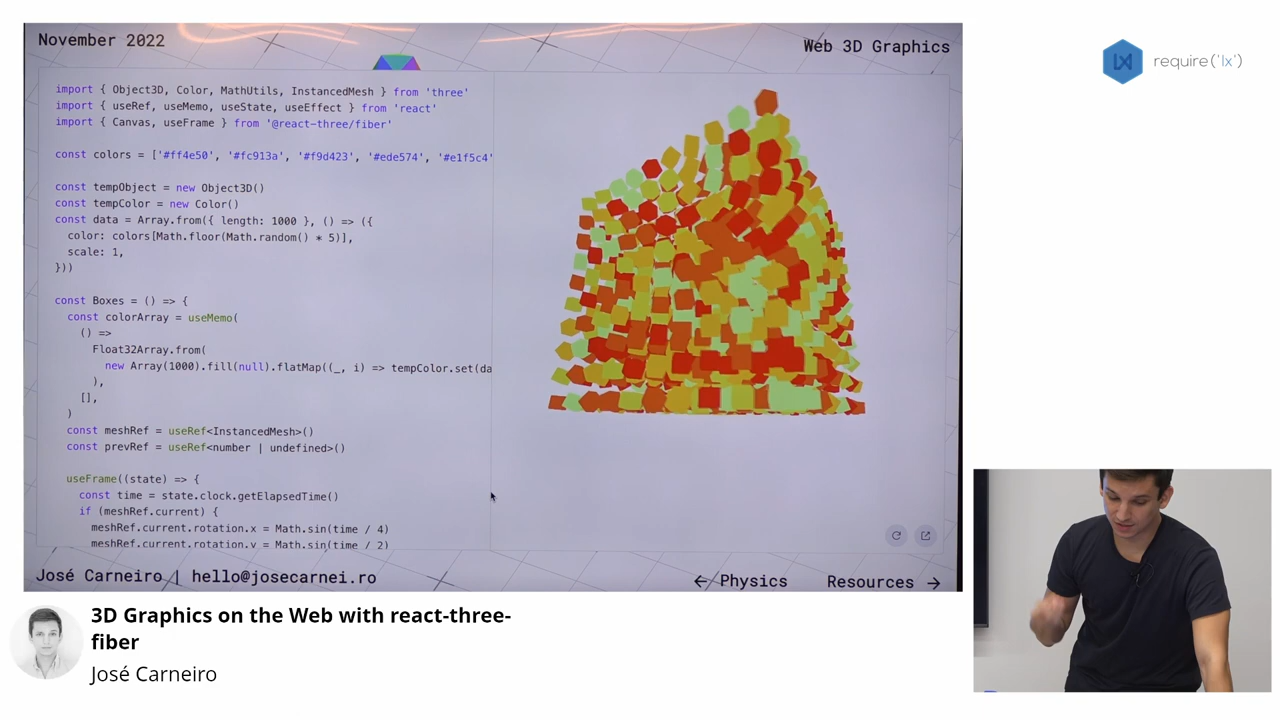 November 2022
Web 3D Graphics
require('lx')
import { Object3D, Color, MathUtils, InstancedMesh } from 'three'
import { useRef, useMemo, useState, useEffect } from 'react'
import { Canvas, useFrame } from '@react-three/fiber'
const colors = ['#ff4e50', '#fc913a', '#f9d423', '#ede574', '#e1f5c4'
const tempObject = new Object3D()
const tempColor = new Color()
const data = Array.from({ length: 1000 }, () => ({
color: colors[Math.floor(Math.random() * 5)],
scale: 1,
}))
const Boxes = () => {
const colorArray = useMemo(
() =>
Float32Array.from(
new Array(1000).fill(null).flatMap((_, i) => tempColor.set(da
),
[],
)
const meshRef = useRef<InstancedMesh>()
const prevRef = useRef<number | undefined>()
useFrame((state) => {
const time = state.clock.getElapsedTime()
if (meshRef.current) {
meshRef.current.rotation.x = Math.sin(time / 4)
meshRef.current.rotation.y = Math.sin(time / 2)
José Carneiro | hello@josecarnei.ro
← Physics
Resources →
3D Graphics on the Web with react-three-
fiber
José Carneiro